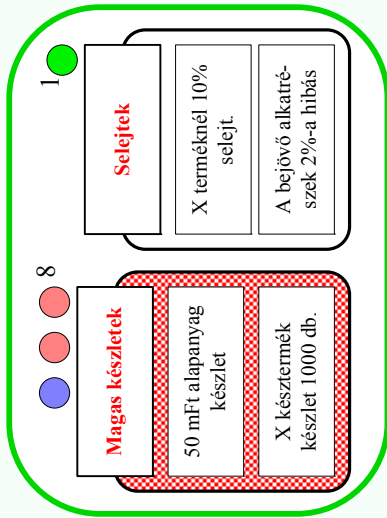 8
Magas készletek
50 mFt alapanyag
készlet
X késztermék
készlet 1000 db.
1
Selejtek
X terméknél 10%
selejt.
A bejövő alkatré-
szek 2%-a hibás